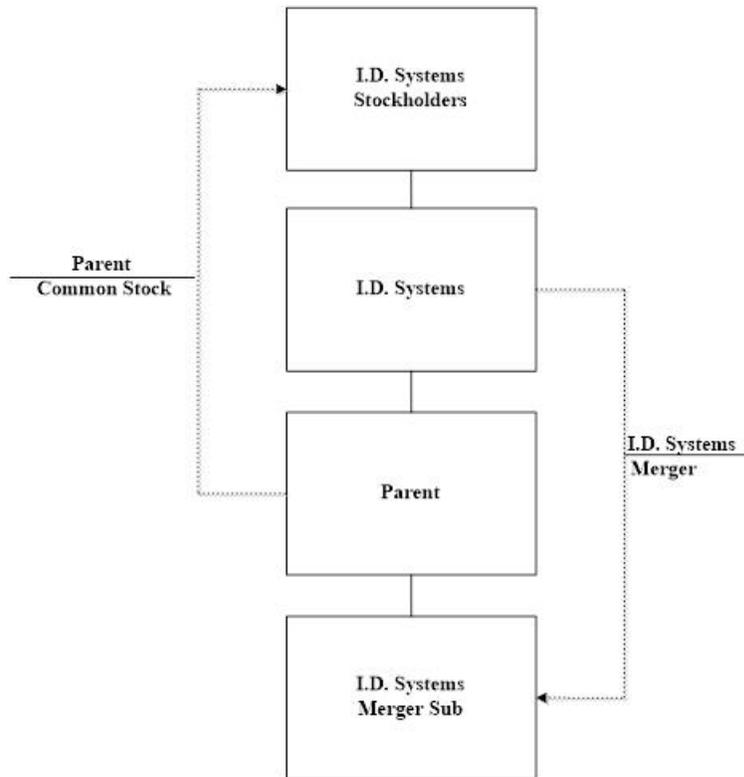 I.D. Systems
Stockholders
Parent
Common Stock
I.D. Systems
I.D. Systems
Merger
Parent
I.D. Systems
Merger Sub